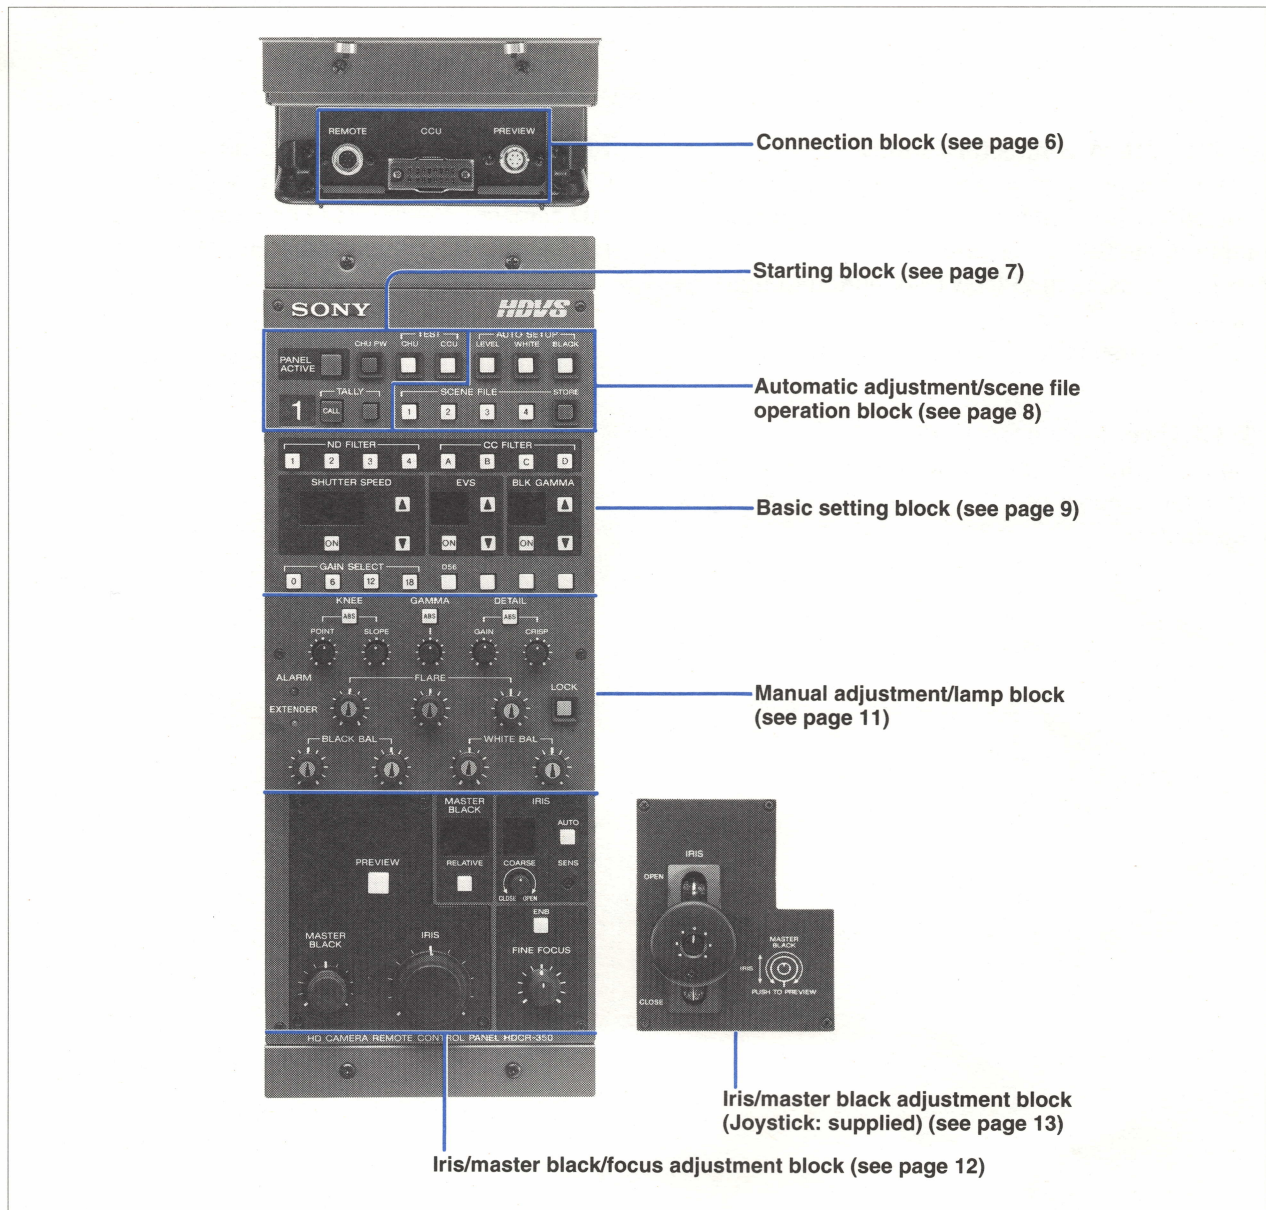 REMOTE CCU PREVIEW
Connection block (see page 6)
Starting block (see page 7)
SONY HDVS
TEST AUTO SETUP
CHU PW CHU CCU LEVEL WHITE BLACK
PANEL
ACTIVE
TALLY SCENE FILE STORE
1 CALL 1 2 3 4
Automatic adjustment/scene file
operation block (see page 8)
ND FILTER CC FILTER
1 2 3 4 A B C D
SHUTTER SPEED EVS BLK GAMMA
ON ON ON
Basic setting block (see page 9)
GAIN SELECT D56
0 6 12 18
KNEE GAMMA DETAIL
ABS ABS ABS
POINT SLOPE GAIN CRISP
ALARM FLARE LOCK
EXTENDER
Manual adjustment/lamp block
(see page 11)
BLACK BAL WHITE BAL
MASTER
BLACK
IRIS
AUTO
PREVIEW RELATIVE COARSE SENS
CLOSE OPEN
ENB
MASTER
BLACK
IRIS FINE FOCUS
HD CAMERA REMOTE CONTROL PANEL HDCR-350
IRIS
OPEN
MASTER
BLACK
IRIS
PUSH TO PREVIEW
CLOSE
Iris/master black adjustment block
(Joystick: supplied) (see page 13)
Iris/master black/focus adjustment block (see page 12)